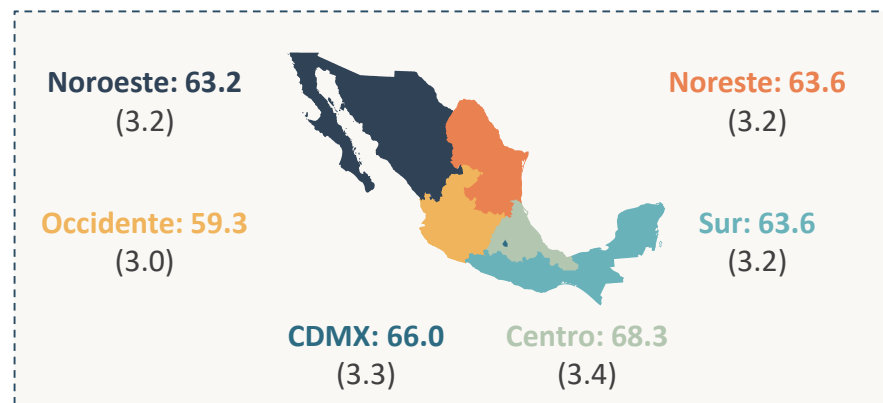 Noroeste: 63.2
(3.2)
Noreste: 63.6
(3.2)
Occidente: 59.3
(3.0)
Sur: 63.6
(3.2)
CDMX: 66.0
(3.3)
Centro: 68.3
(3.4)